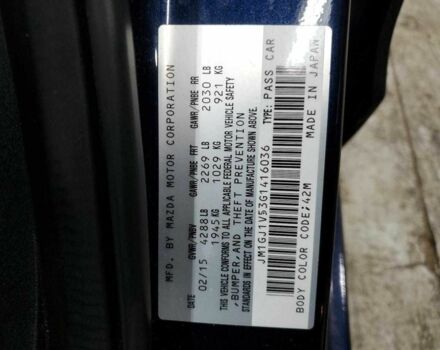 MFD. BY MAZDA MOTOR CORPORATION
DATE GVWR/PNBV GAWR/PNBE FRT GAWR/PNBE RR
02/15 4288LB 2269 LB 2030 LB
1945KG 1029 KG 921 KG
THIS VEHICLE CONFORMS TO ALL APPLICABLE FEDERAL MOTOR VEHICLE SAFETY
,BUMPER,AND THEFT PREVENTION
STANDARDS IN EFFECT ON THE DATE OF MANUFACTURE SHOWN ABOVE.
JM1GJ1V53G1416036 TYPE: PASS CAR
BODY COLOR CODE:42M MADE IN JAPAN